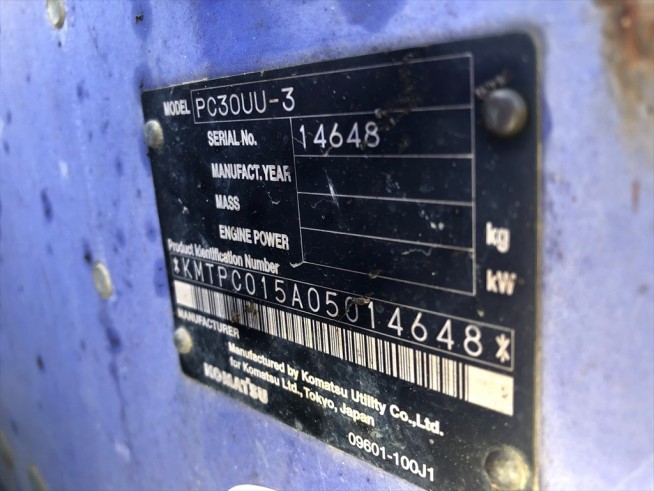 MODEL PC30UU-3
SERIAL No. 14648
MANUFACT.YEAR
MASS kg
ENGINE POWER kW
Product Identification Number
*KMTPC015A05014648*
MANUFACTURER
Manufactured by Komatsu Utility Co.,Ltd.
for Komatsu Ltd.,Tokyo, Japan
KOMATSU
09601-100J1